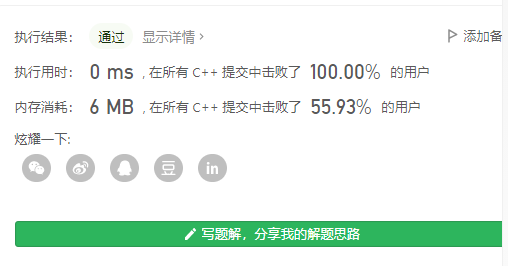 执行结果： 通过 显示详情 > 添加备
执行用时： 0 ms , 在所有 C++ 提交中击败了 100.00% 的用户
内存消耗： 6 MB , 在所有 C++ 提交中击败了 55.93% 的用户
炫耀一下:
豆 in
写题解，分享我的解题思路